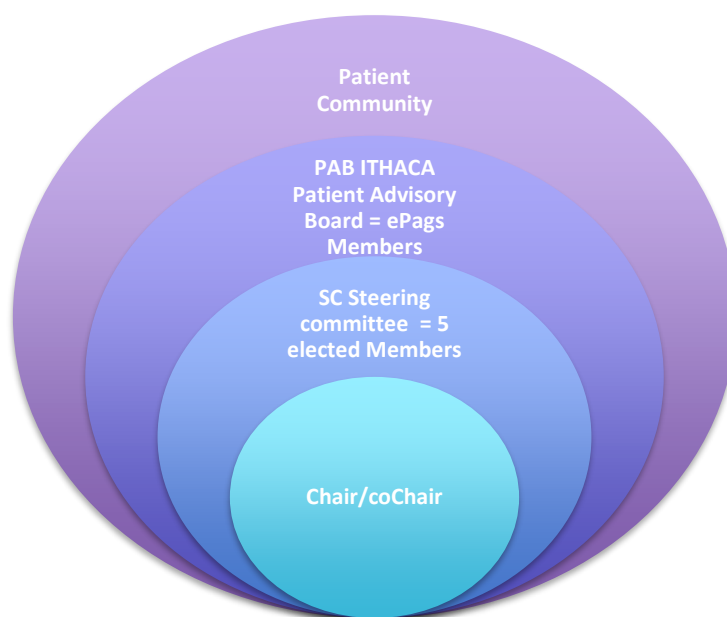 Patient
Community
PAB ITHACA
Patient Advisory
Board = ePags
Members
SC Steering
committee  = 5
elected Members
Chair/coChair